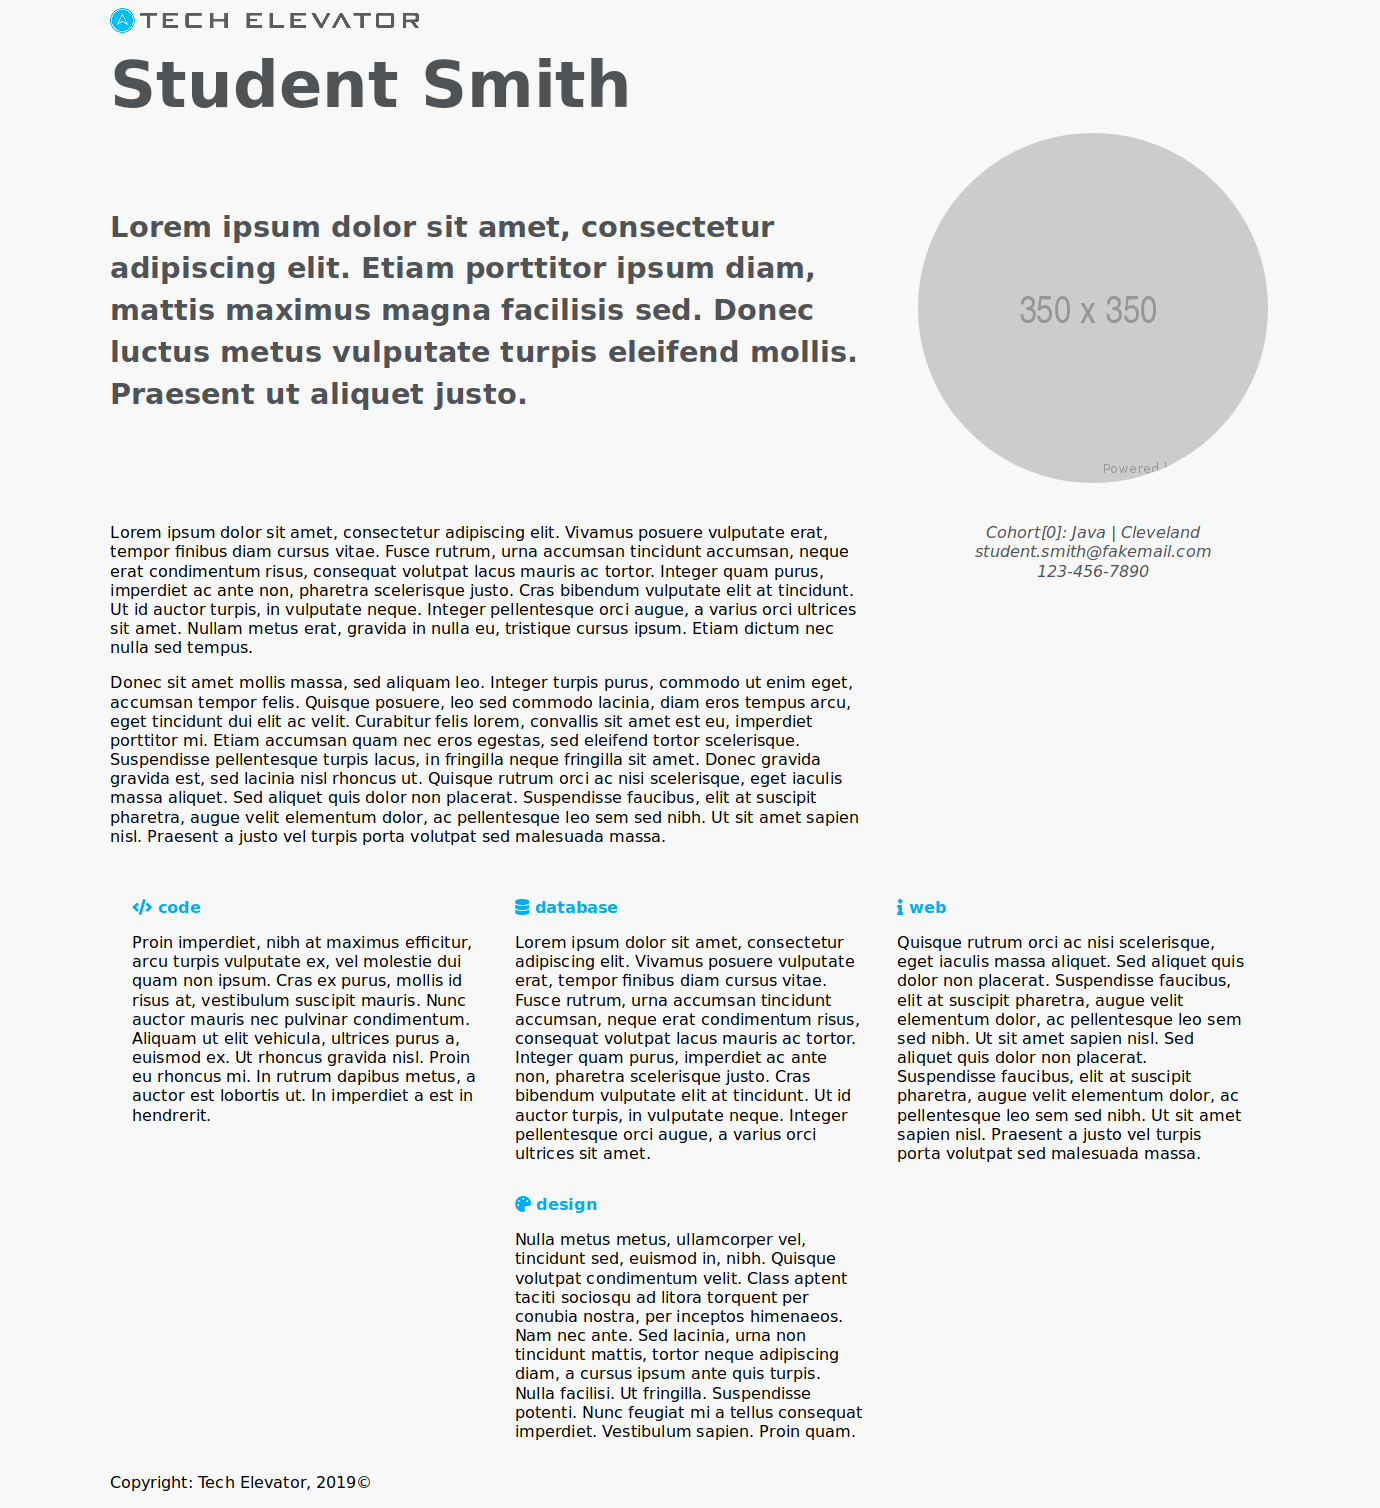 TECH ELEVATOR
Student Smith
Lorem ipsum dolor sit amet, consectetur
adipiscing elit. Etiam porttitor ipsum diam,
mattis maximus magna facilisis sed. Donec
luctus metus vulputate turpis eleifend mollis.
Praesent ut aliquet justo.
350 x 350
Powered
Lorem ipsum dolor sit amet, consectetur adipiscing elit. Vivamus posuere vulputate erat,
tempor finibus diam cursus vitae. Fusce rutrum, urna accumsan tincidunt accumsan, neque
erat condimentum risus, consequat volutpat lacus mauris ac tortor. Integer quam purus,
imperdiet ac ante non, pharetra scelerisque justo. Cras bibendum vulputate elit at tincidunt.
Ut id auctor turpis, in vulputate neque. Integer pellentesque orci augue, a varius orci ultrices
sit amet. Nullam metus erat, gravida in nulla eu, tristique cursus ipsum. Etiam dictum nec
nulla sed tempus.
Donec sit amet mollis massa, sed aliquam leo. Integer turpis purus, commodo ut enim eget,
accumsan tempor felis. Quisque posuere, leo sed commodo lacinia, diam eros tempus arcu,
eget tincidunt dui elit ac velit. Curabitur felis lorem, convallis sit amet est eu, imperdiet
porttitor mi. Etiam accumsan quam nec eros egestas, sed eleifend tortor scelerisque.
Suspendisse pellentesque turpis lacus, in fringilla neque fringilla sit amet. Donec gravida
gravida est, sed lacinia nisl rhoncus ut. Quisque rutrum orci ac nisi scelerisque, eget iaculis
massa aliquet. Sed aliquet quis dolor non placerat. Suspendisse faucibus, elit at suscipit
pharetra, augue velit elementum dolor, ac pellentesque leo sem sed nibh. Ut sit amet sapien
nisl. Praesent a justo vel turpis porta volutpat sed malesuada massa.
Cohort[0]: Java | Cleveland
student.smith@fakemail.com
123-456-7890
code
Proin imperdiet, nibh at maximus efficitur,
arcu turpis vulputate ex, vel molestie dui
quam non ipsum. Cras ex purus, mollis id
risus at, vestibulum suscipit mauris. Nunc
auctor mauris nec pulvinar condimentum.
Aliquam ut elit vehicula, ultrices purus a,
euismod ex. Ut rhoncus gravida nisl. Proin
eu rhoncus mi. In rutrum dapibus metus, a
auctor est lobortis ut. In imperdiet a est in
hendrerit.
database
Lorem ipsum dolor sit amet, consectetur
adipiscing elit. Vivamus posuere vulputate
erat, tempor finibus diam cursus vitae.
Fusce rutrum, urna accumsan tincidunt
accumsan, neque erat condimentum risus,
consequat volutpat lacus mauris ac tortor.
Integer quam purus, imperdiet ac ante
non, pharetra scelerisque justo. Cras
bibendum vulputate elit at tincidunt. Ut id
auctor turpis, in vulputate neque. Integer
pellentesque orci augue, a varius orci
ultrices sit amet.
web
Quisque rutrum orci ac nisi scelerisque,
eget iaculis massa aliquet. Sed aliquet quis
dolor non placerat. Suspendisse faucibus,
elit at suscipit pharetra, augue velit
elementum dolor, ac pellentesque leo sem
sed nibh. Ut sit amet sapien nisl. Sed
aliquet quis dolor non placerat.
Suspendisse faucibus, elit at suscipit
pharetra, augue velit elementum dolor, ac
pellentesque leo sem sed nibh. Ut sit amet
sapien nisl. Praesent a justo vel turpis
porta volutpat sed malesuada massa.
design
Nulla metus metus, ullamcorper vel,
tincidunt sed, euismod in, nibh. Quisque
volutpat condimentum velit. Class aptent
taciti sociosqu ad litora torquent per
conubia nostra, per inceptos himenaeos.
Nam nec ante. Sed lacinia, urna non
tincidunt mattis, tortor neque adipiscing
diam, a cursus ipsum ante quis turpis.
Nulla facilisi. Ut fringilla. Suspendisse
potenti. Nunc feugiat mi a tellus consequat
imperdiet. Vestibulum sapien. Proin quam.
Copyright: Tech Elevator, 2019©